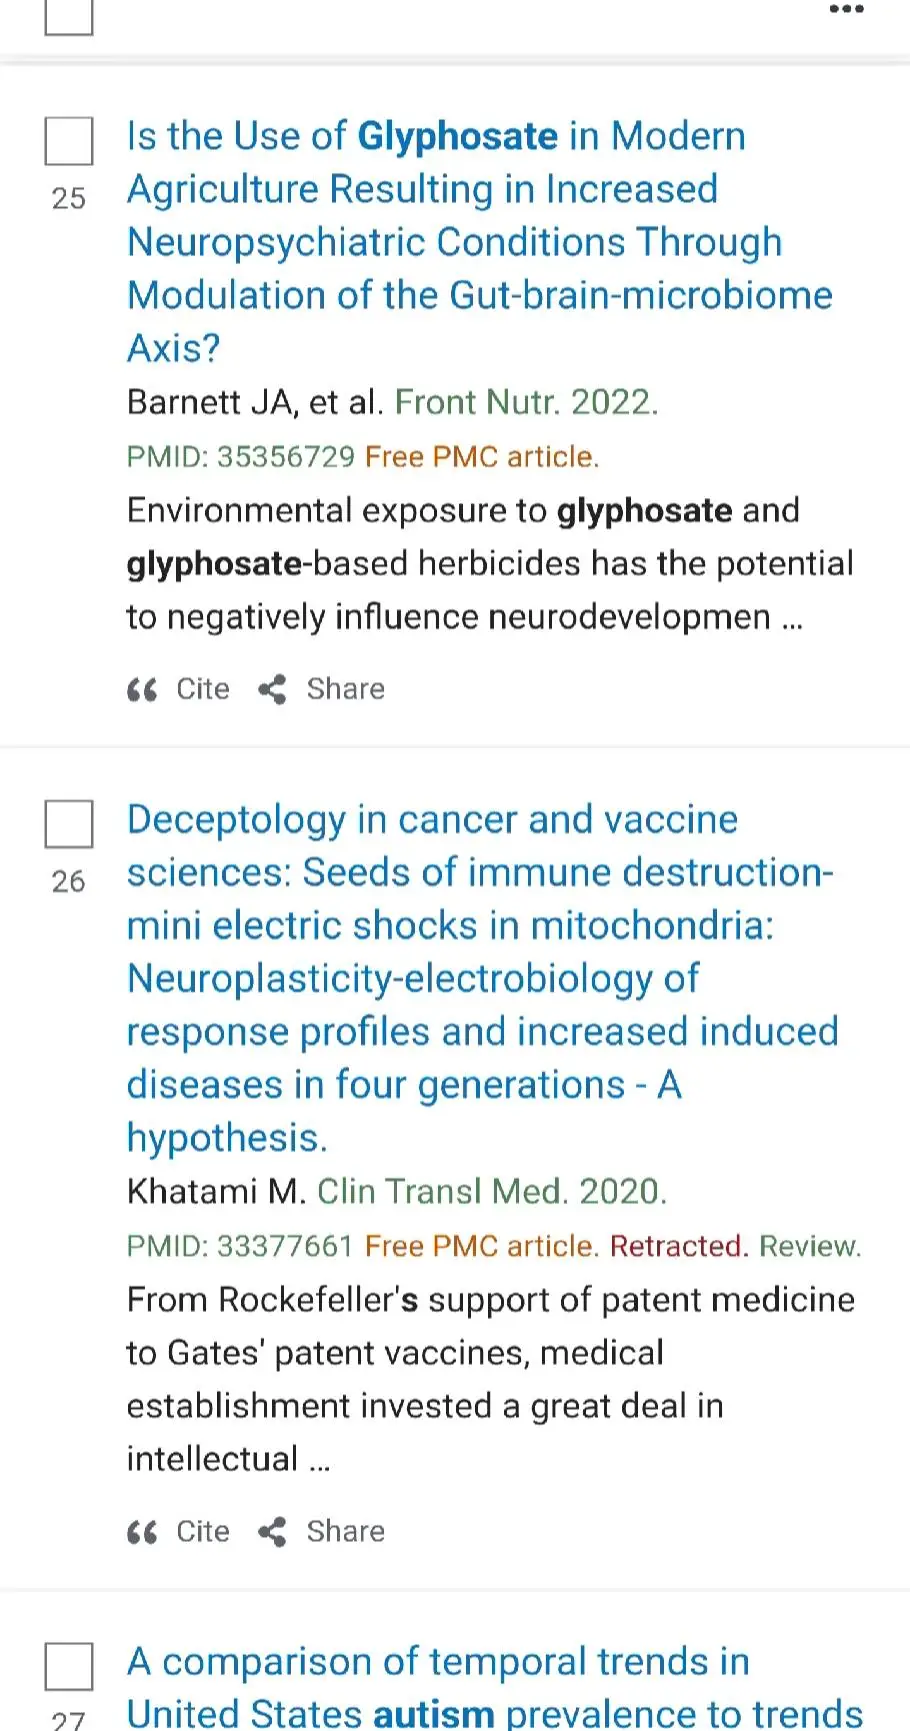 Is the Use of Glyphosate in Modern
Agriculture Resulting in Increased
Neuropsychiatric Conditions Through
Modulation of the Gut-brain-microbiome
Axis?
25
Barnett JA, et al. Front Nutr. 2022.
PMID: 35356729 Free PMC article.
Environmental exposure to glyphosate and
glyphosate-based herbicides has the potential
to negatively influence neurodevelopmen ...
Cite Share
Deceptology in cancer and vaccine
sciences: Seeds of immune destruction-
mini electric shocks in mitochondria:
Neuroplasticity-electrobiology of
response profiles and increased induced
diseases in four generations - A
hypothesis.
26
Khatami M. Clin Transl Med. 2020.
PMID: 33377661 Free PMC article. Retracted. Review.
From Rockefeller's support of patent medicine
to Gates' patent vaccines, medical
establishment invested a great deal in
intellectual ...
Cite Share
A comparison of temporal trends in
United States autism prevalence to trends
27